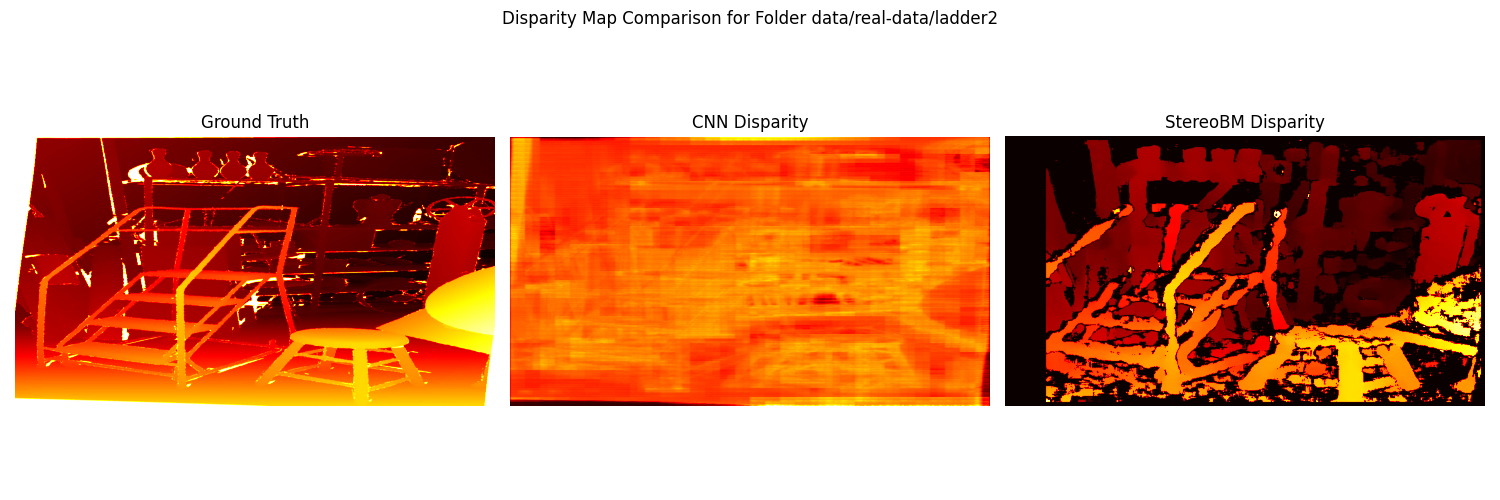 Disparity Map Comparison for Folder data/real-data/ladder2
Ground Truth
CNN Disparity
StereoBM Disparity